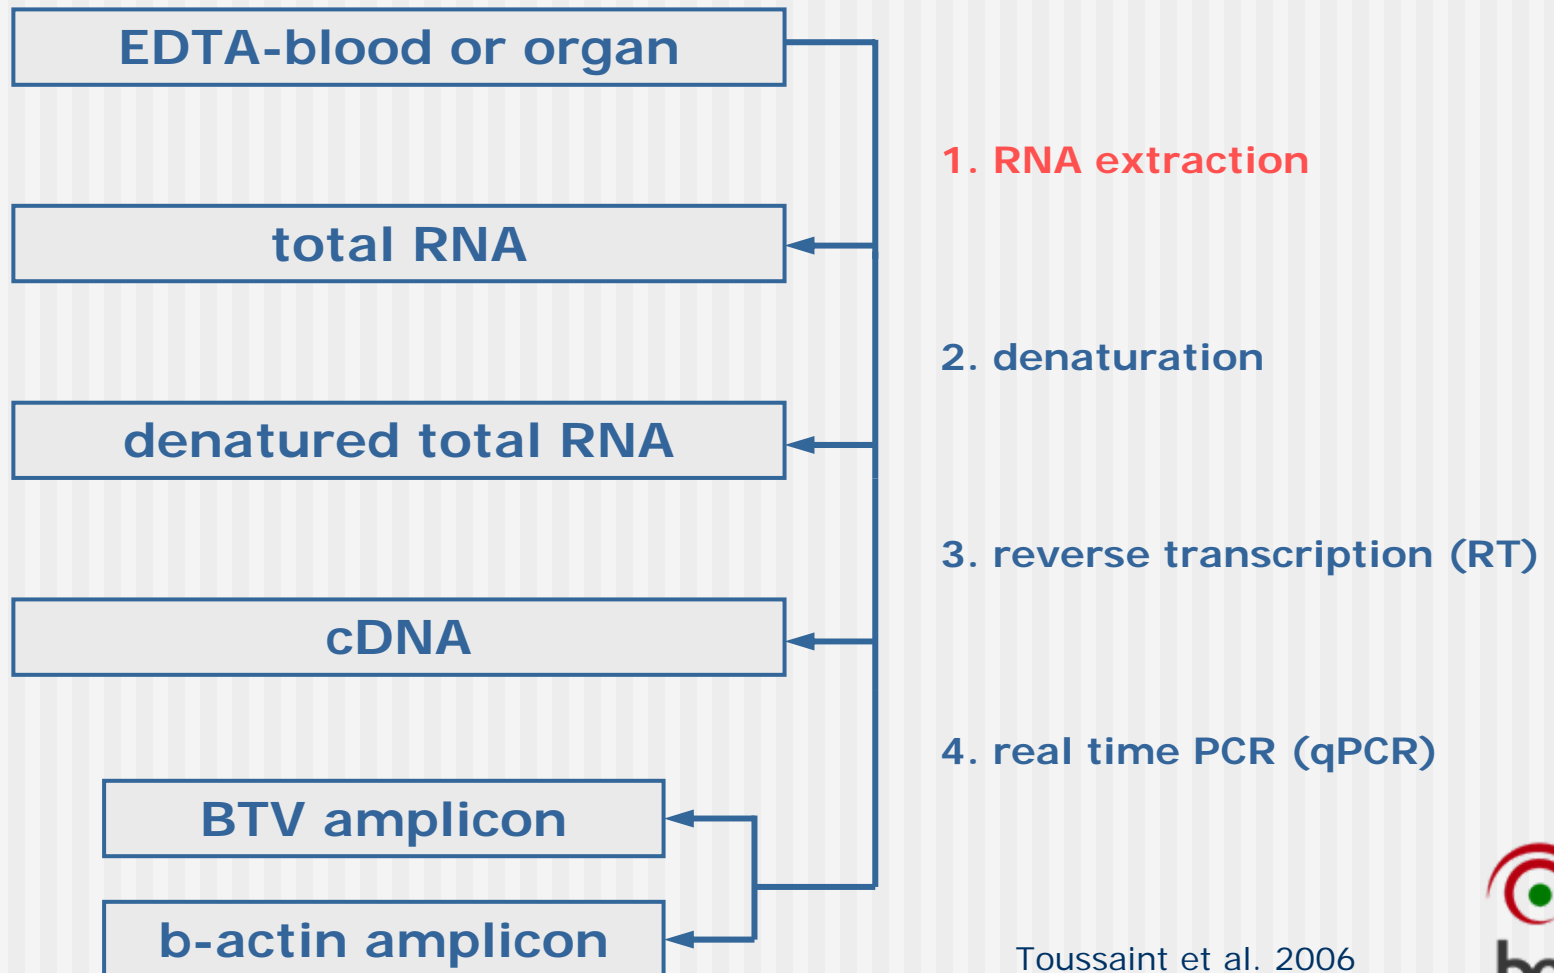 EDTA-blood or organ
1. RNA extraction
total RNA
2. denaturation
denatured total RNA
3. reverse transcription (RT)
cDNA
4. real time PCR (qPCR)
BTV amplicon
b-actin amplicon
Toussaint et al. 2006